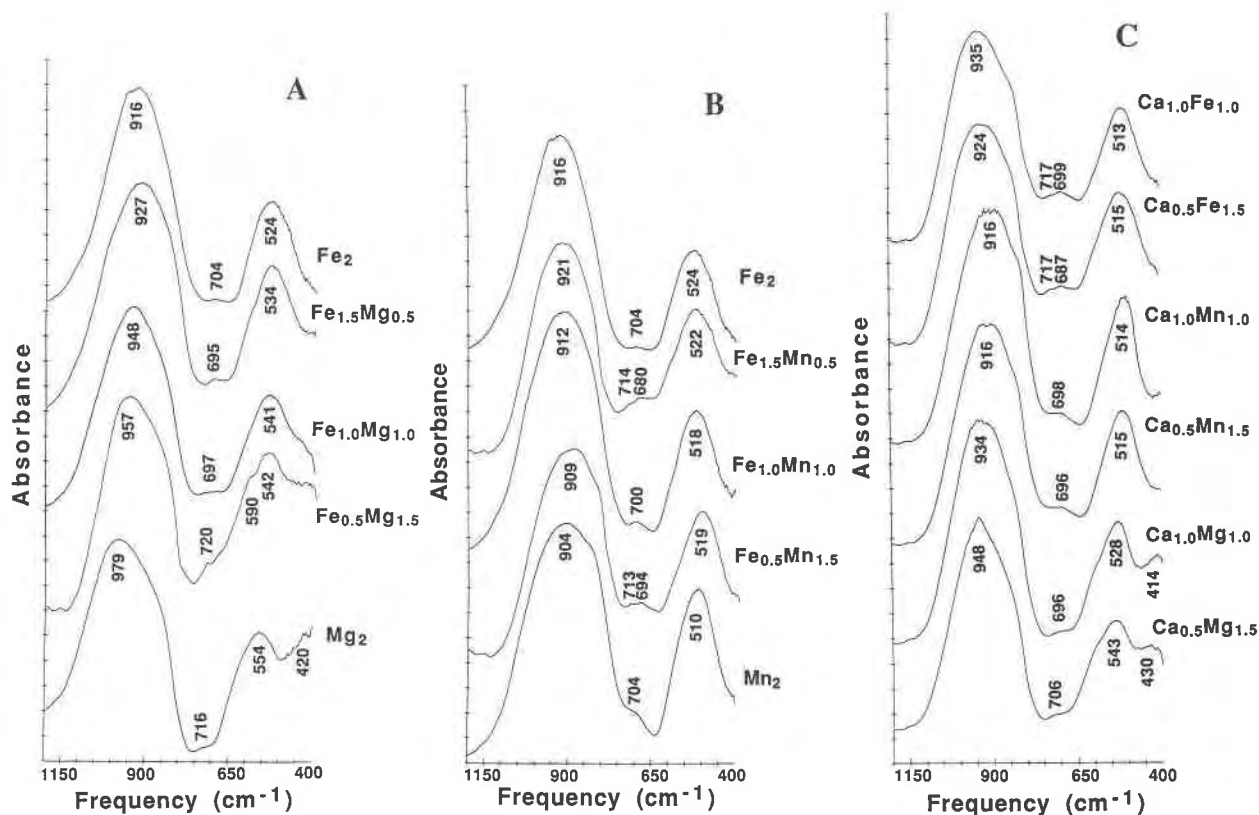 A
916
704
524
Fe2
927
695
534
Fe1.5Mg0.5
948
697
541
Fe1.0Mg1.0
957
720
590
542
Fe0.5Mg1.5
979
716
554
420
Mg2
Absorbance
1150 900 650 400
Frequency (cm-1)
B
916
704
524
Fe2
921
714
680
522
Fe1.5Mn0.5
912
700
518
Fe1.0Mn1.0
909
713
694
519
Fe0.5Mn1.5
904
704
510
Mn2
Absorbance
1150 900 650 400
Frequency (cm-1)
C
935
717
699
513
Ca1.0Fe1.0
924
717
687
515
Ca0.5Fe1.5
916
698
514
Ca1.0Mn1.0
916
696
515
Ca0.5Mn1.5
934
696
528
414
Ca1.0Mg1.0
948
706
543
430
Ca0.5Mg1.5
Absorbance
1150 900 650 400
Frequency (cm-1)